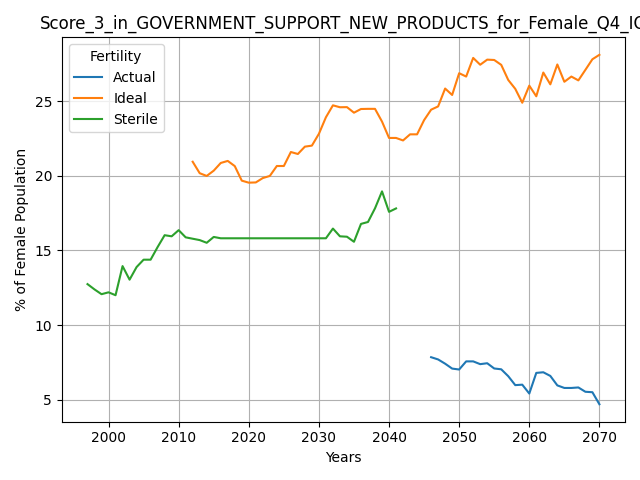 Score_3_in_GOVERNMENT_SUPPORT_NEW_PRODUCTS_for_Female_Q4_IC
Fertility
Actual
Ideal
Sterile
% of Female Population
25
20
15
10
5
2000 2010 2020 2030 2040 2050 2060 2070
Years